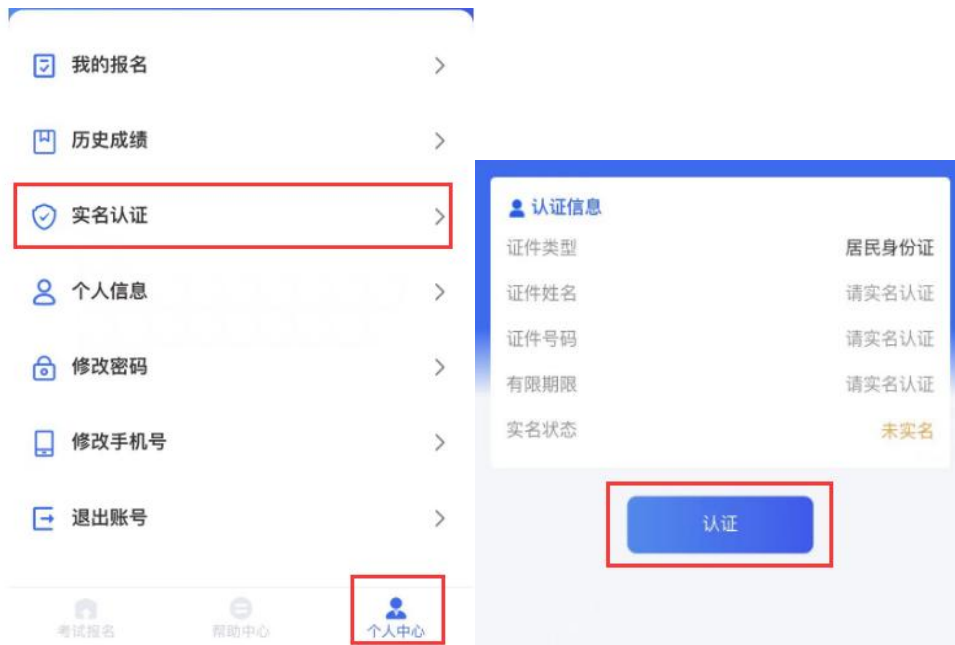 我的报名
历史成绩
实名认证
个人信息
修改密码
修改手机号
退出账号
考试报名
帮助中心
个人中心
认证信息
证件类型 居民身份证
证件姓名 请实名认证
证件号码 请实名认证
有限期限 请实名认证
实名状态 未实名
认证